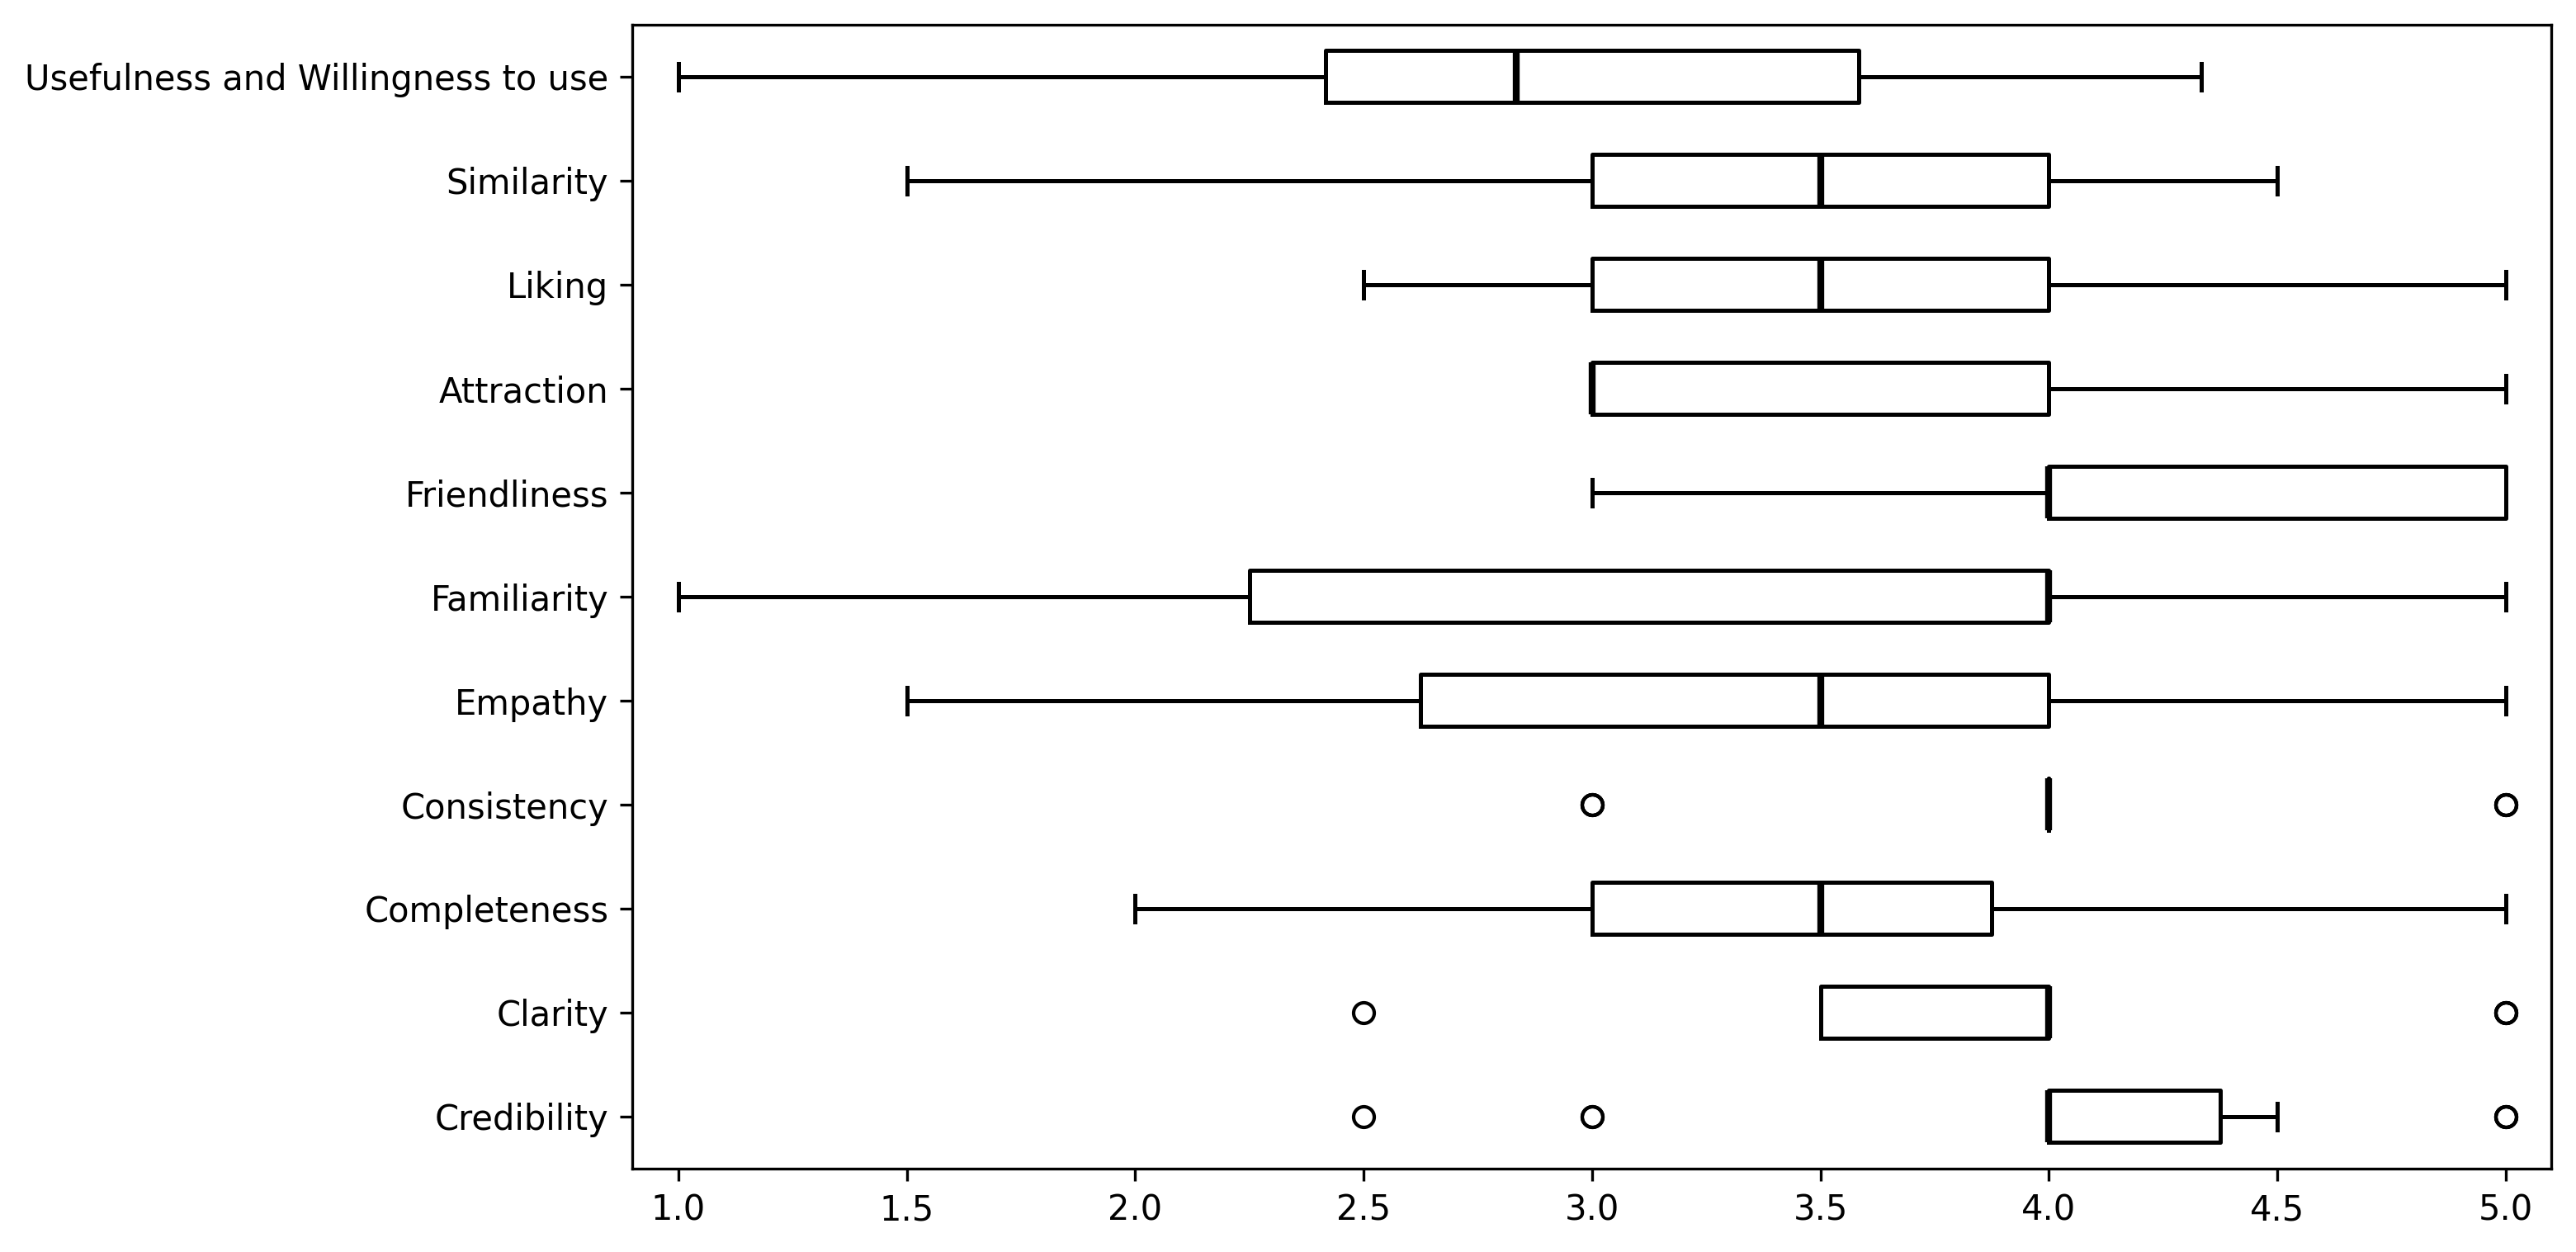 Usefulness and Willingness to use
Similarity
Liking
Attraction
Friendliness
Familiarity
Empathy
Consistency
Completeness
Clarity
Credibility
1.0 1.5 2.0 2.5 3.0 3.5 4.0 4.5 5.0